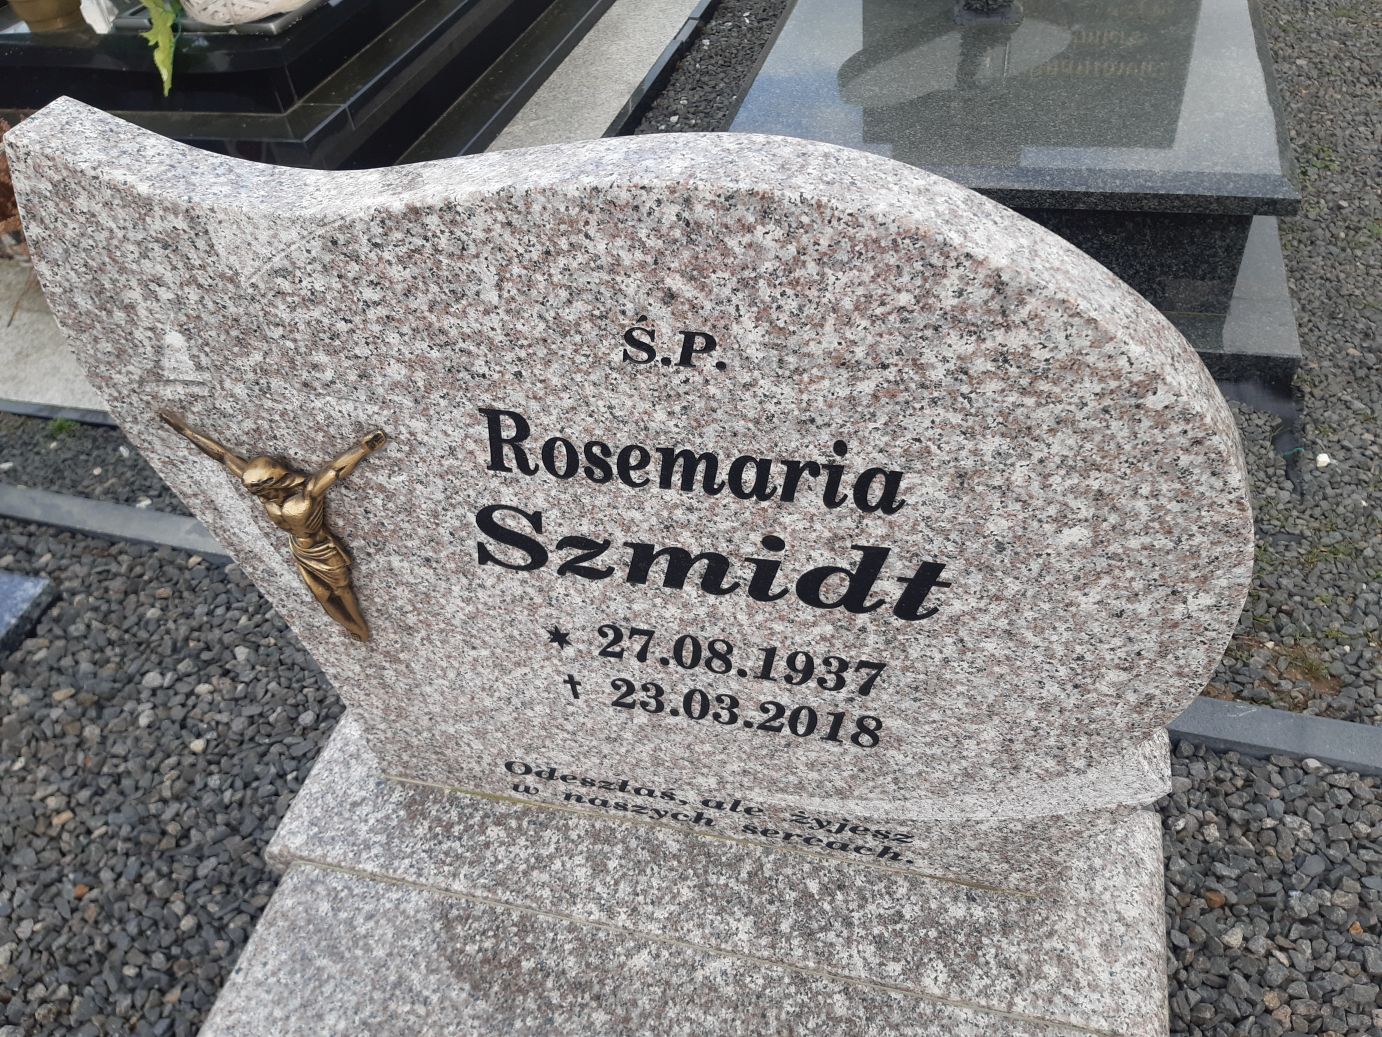 Ś.P.
Rosemaria
Szmidt
✶ 27.08.1937
✝ 23.03.2018
Odeszłaś, ale żyjesz
w naszych sercach.